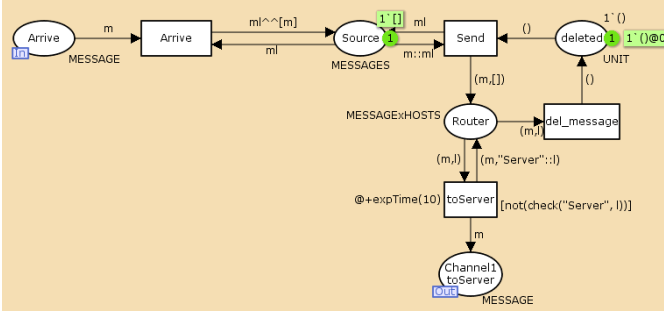 m
ml^^[m]
1`[]
ml
()
1`()
Arrive
Arrive
Source
1
Send
deleted
1
1`()@0
In
MESSAGE
ml
MESSAGES
m::ml
UNIT
(m,[])
()
MESSAGExHOSTS
Router
(m,l)
del_message
(m,l)
(m,"Server"::l)
@+expTime(10)
toServer
[not(check("Server", l))]
m
Channel1
toServer
Out
MESSAGE